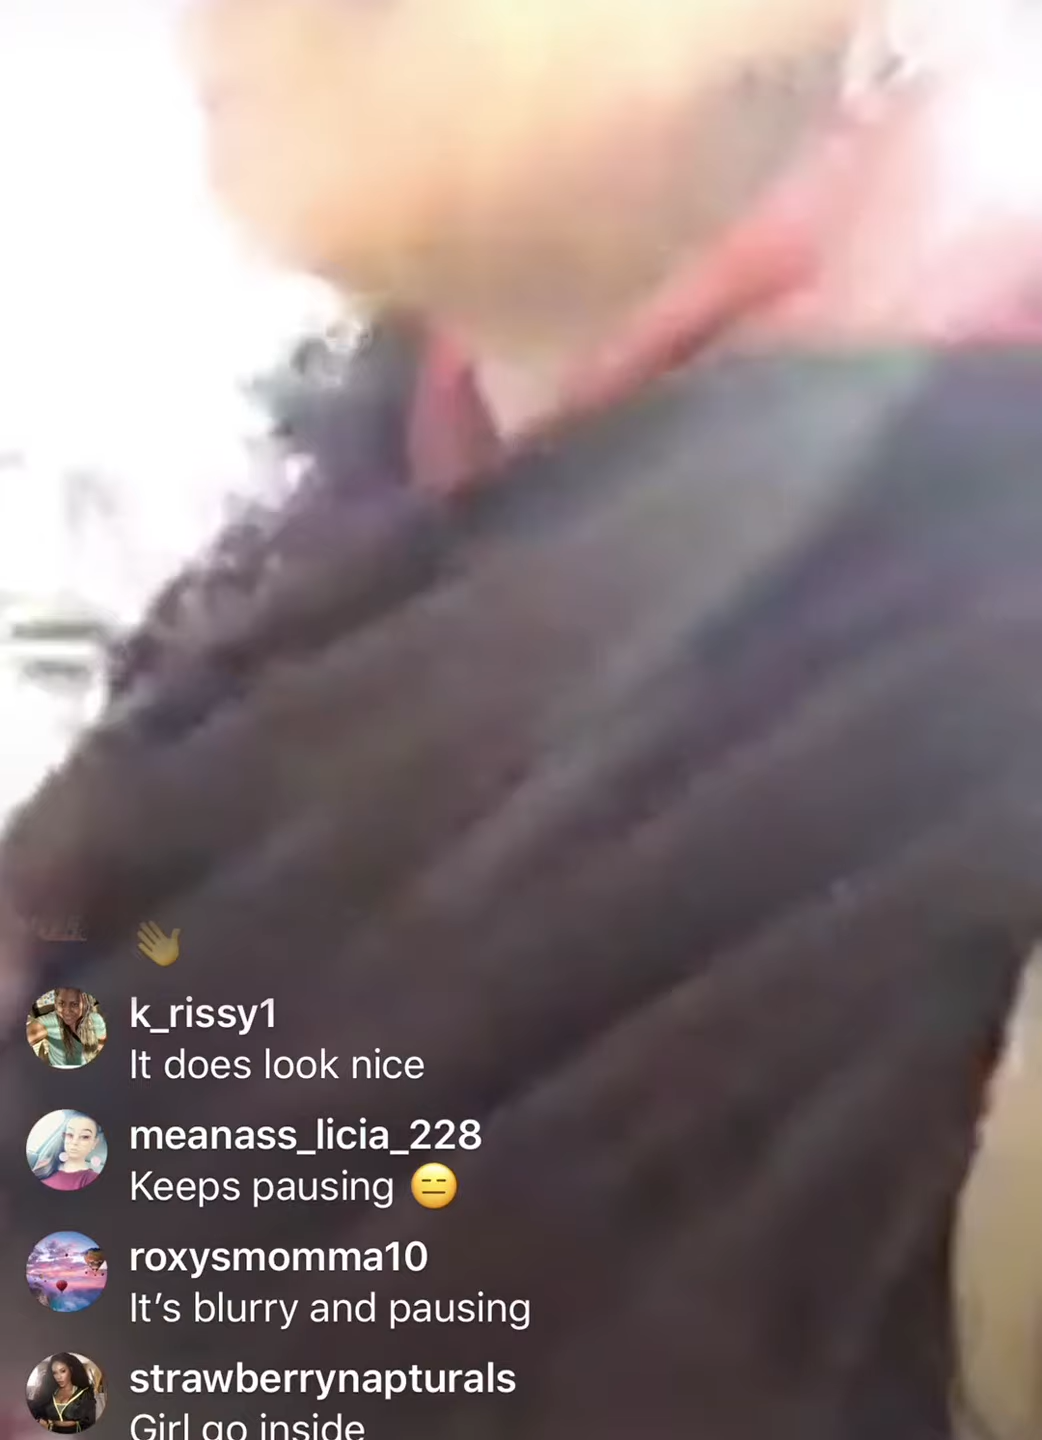 👋
k_rissy1
It does look nice
meanass_licia_228
Keeps pausing 😑
roxysmomma10
It’s blurry and pausing
strawberrynapturals
Girl go inside